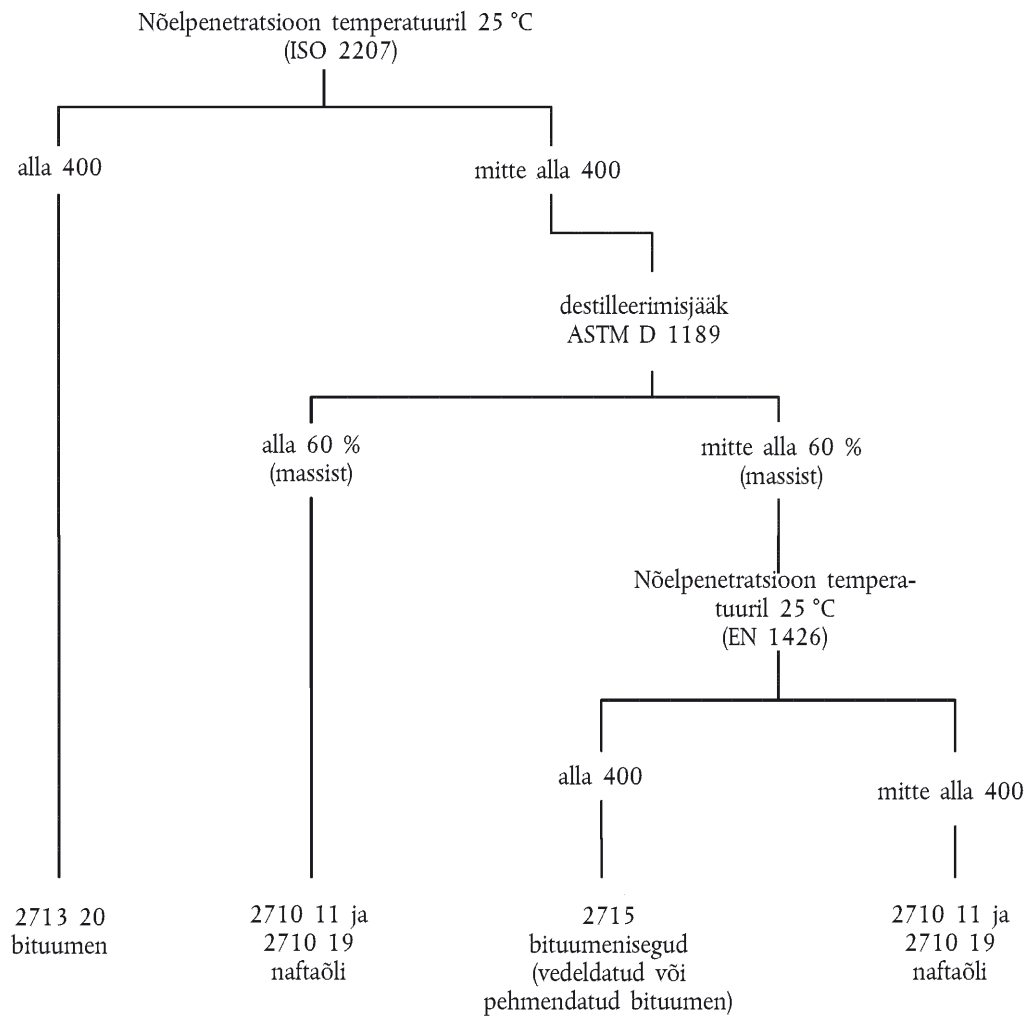 Nõelpenetratsioon temperatuuril 25 °C
(ISO 2207)
alla 400
mitte alla 400
destilleerimisjääk
ASTM D 1189
alla 60 %
(massist)
mitte alla 60 %
(massist)
Nõelpenetratsioon tempera-
tuuril 25 °C
(EN 1426)
alla 400
mitte alla 400
2713 20
bituumen
2710 11 ja
2710 19
naftaõli
2715
bituumenisegud
(vedeldatud või
pehmendatud bituumen)
2710 11 ja
2710 19
naftaõli